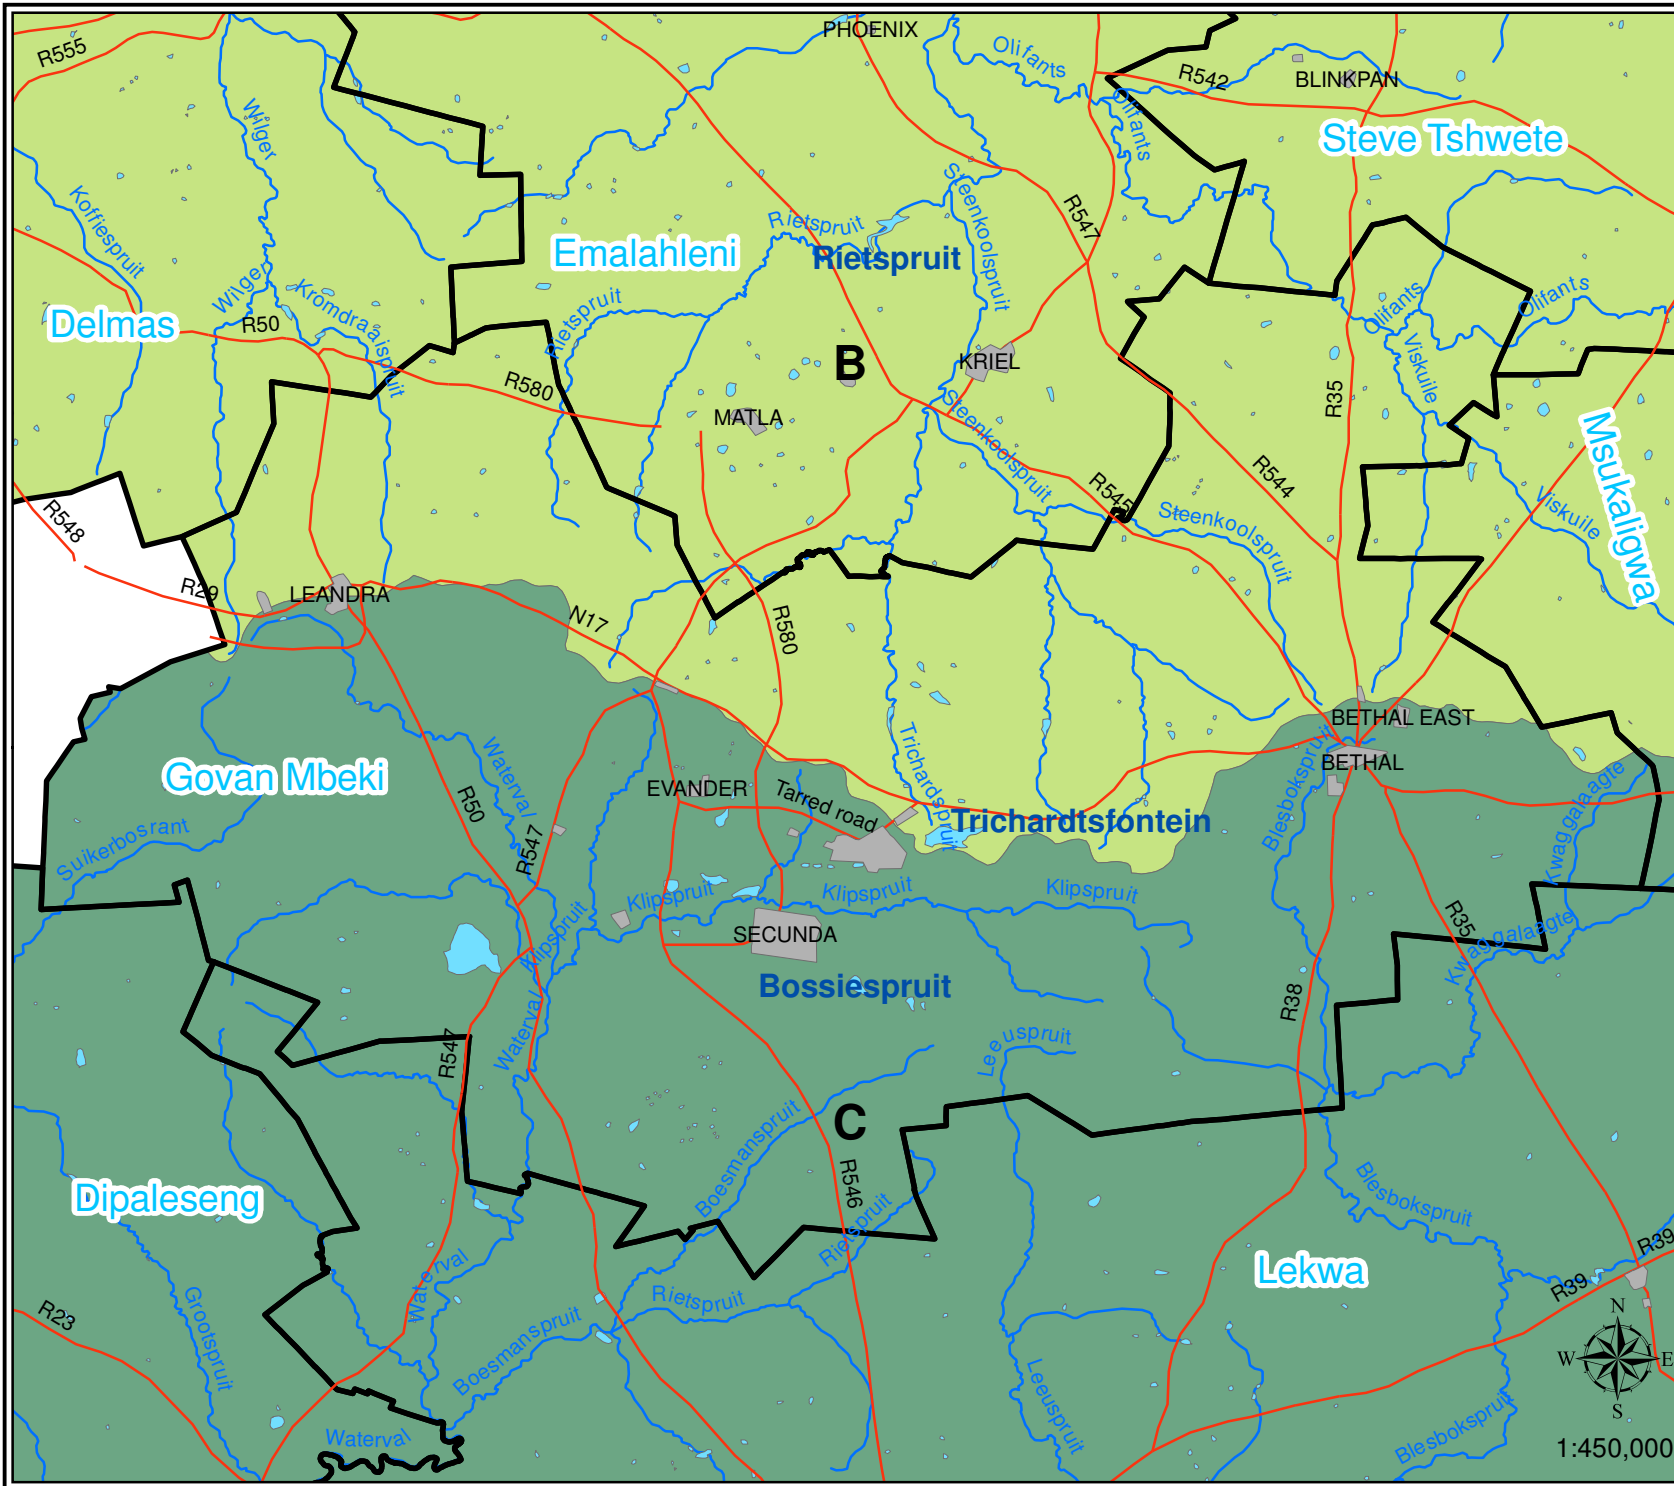 PHOENIX
R555
Olifants
R542
BLINKPAN
Wilger
Olifants
Steve Tshwete
Koffiespruit
Steenkoolspruit
R547
Rietspruit
Emalahleni
Rietspruit
Wilger
Kromdraaispruit
Rietspruit
Olifants
Olifants
Delmas
R50
Viskuile
B
KRIEL
R580
R35
MATLA
Steenkoolspruit
Msukaligwa
R544
R545
Steenkoolspruit
Viskuile
R548
R29
LEANDRA
N17
R580
BETHAL EAST
Trichardspruit
Waterval
Blesbokspruit
BETHAL
Govan Mbeki
EVANDER
R50
Tarred road
Trichardtsfontein
Kwaggalaagte
Suikerbosrant
R547
Klipspruit
Klipspruit
Klipspruit
R35
Klipspruit
SECUNDA
Kwaggalaagte
Bossiespruit
R38
Waterval
R547
Leeuspruit
C
Boesmanspruit
R546
Dipaleseng
Blesbokspruit
Rietspruit
R39
Lekwa
Waterval
R39
Rietspruit
R23
Grootspruit
Boesmanspruit
N
W
E
S
Leeuspruit
Waterval
Blesbokspruit
1:450,000